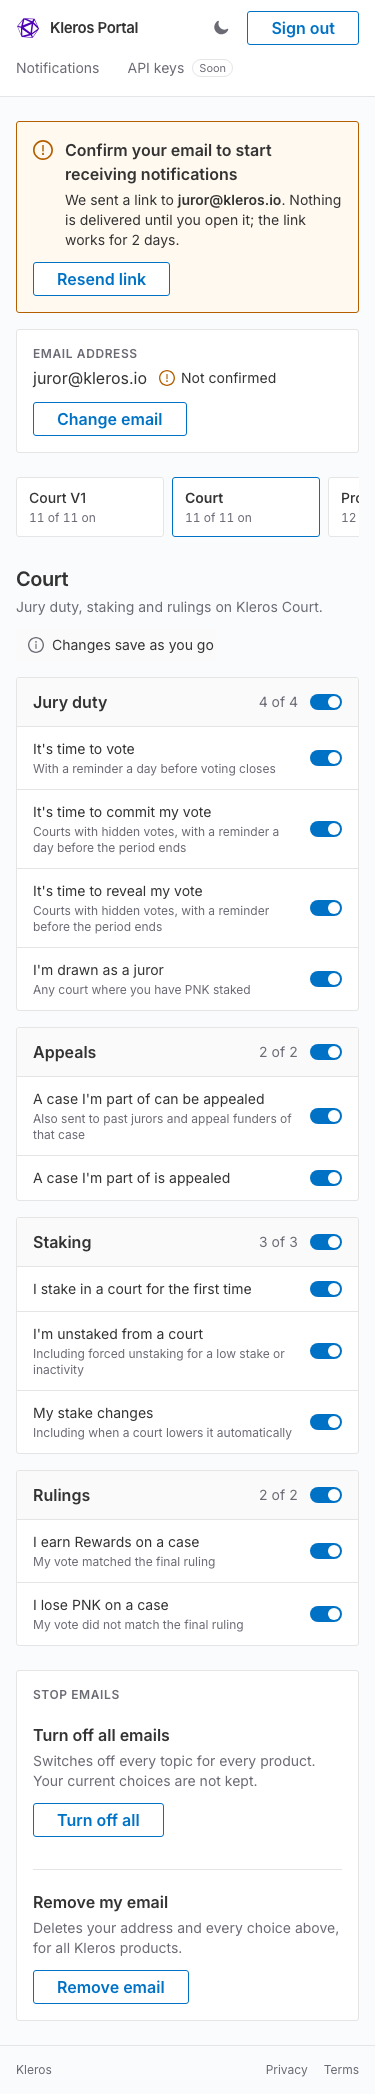 Kleros Portal
Sign out
Notifications
API keys
Soon
Confirm your email to start
receiving notifications
We sent a link to juror@kleros.io. Nothing
is delivered until you open it; the link
works for 2 days.
Resend link
EMAIL ADDRESS
juror@kleros.io
Not confirmed
Change email
Court V1
11 of 11 on
Court
11 of 11 on
12
Court
Jury duty, staking and rulings on Kleros Court.
Changes save as you go
Jury duty
4 of 4
It's time to vote
With a reminder a day before voting closes
It's time to commit my vote
Courts with hidden votes, with a reminder a
day before the period ends
It's time to reveal my vote
Courts with hidden votes, with a reminder
before the period ends
I'm drawn as a juror
Any court where you have PNK staked
Appeals
2 of 2
A case I'm part of can be appealed
Also sent to past jurors and appeal funders of
that case
A case I'm part of is appealed
Staking
3 of 3
I stake in a court for the first time
I'm unstaked from a court
Including forced unstaking for a low stake or
inactivity
My stake changes
Including when a court lowers it automatically
Rulings
2 of 2
I earn Rewards on a case
My vote matched the final ruling
I lose PNK on a case
My vote did not match the final ruling
STOP EMAILS
Turn off all emails
Switches off every topic for every product.
Your current choices are not kept.
Turn off all
Remove my email
Deletes your address and every choice above,
for all Kleros products.
Remove email
Kleros
Privacy
Terms